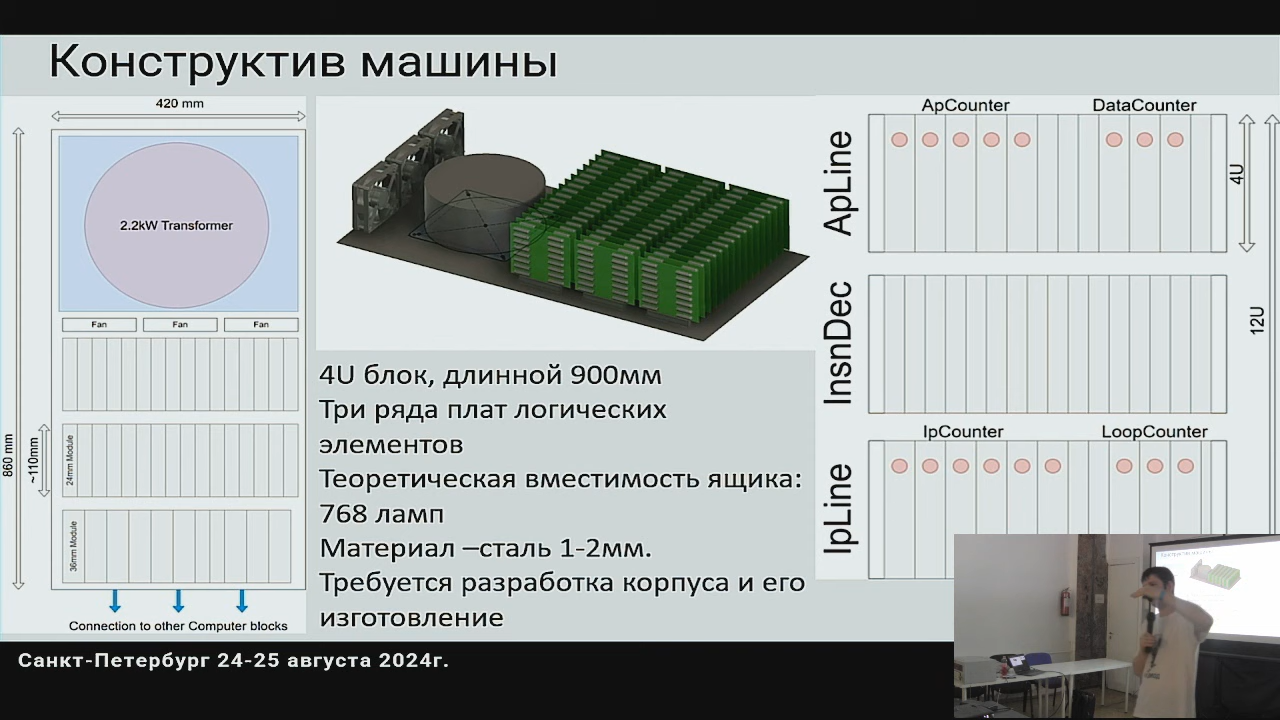 Конструктив машины
420 mm
2.2kW Transformer
Fan
Fan
Fan
860 mm
~110mm
24mm Module
36mm Module
Connection to other Computer blocks
4U блок, длинной 900мм
Три ряда плат логических
элементов
Теоретическая вместимость ящика:
768 ламп
Материал –сталь 1-2мм.
Требуется разработка корпуса и его
изготовление
ApCounter
DataCounter
ApLine
4U
InsnDec
12U
IpCounter
LoopCounter
IpLine
Санкт-Петербург 24-25 августа 2024г.